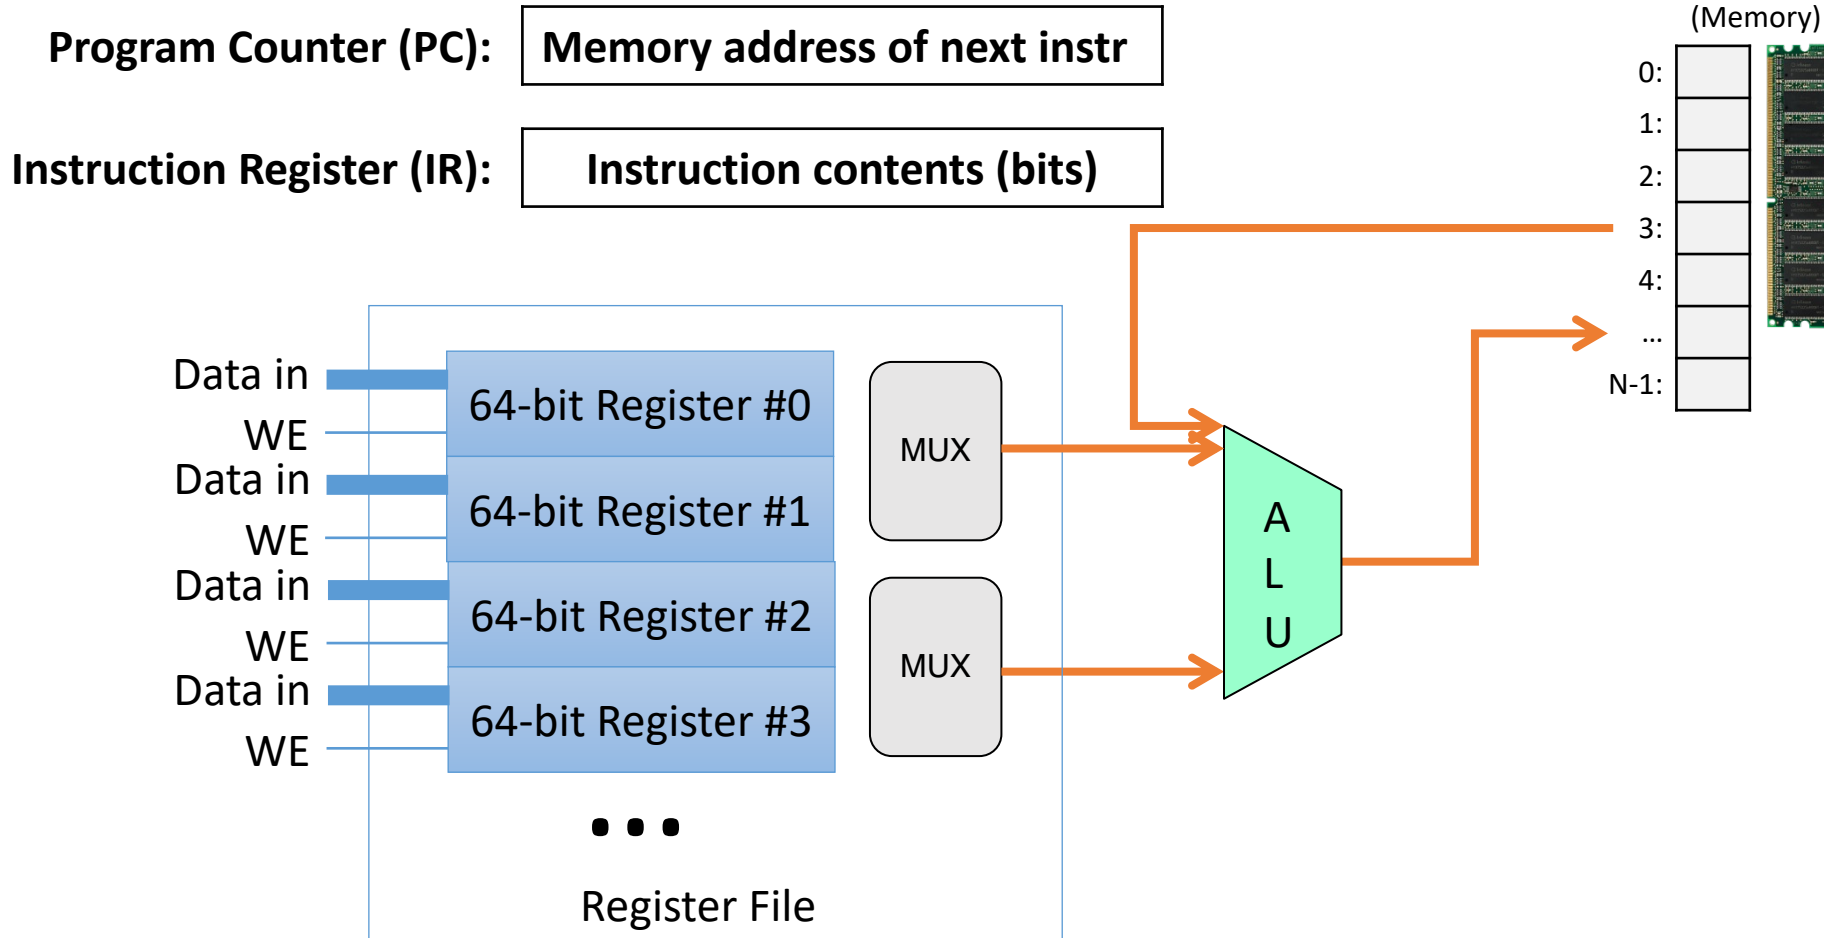 (Memory)
Program Counter (PC): Memory address of next instr
0:
1:
Instruction Register (IR): Instruction contents (bits)
2:
3:
4:
...
N-1:
Data in
WE
64-bit Register #0
Data in
WE
64-bit Register #1
Data in
WE
64-bit Register #2
Data in
WE
64-bit Register #3
MUX
MUX
A
L
U
...
Register File